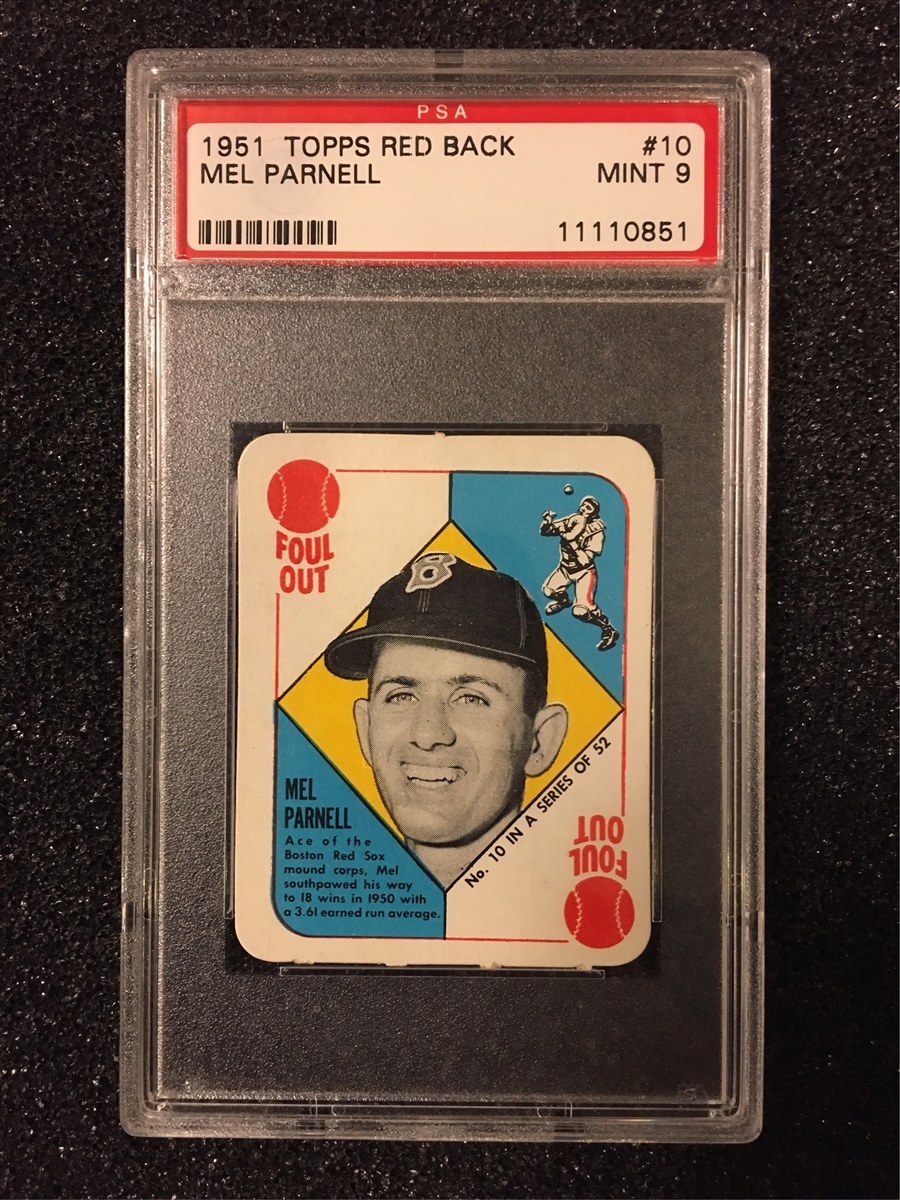 PSA
1951 TOPPS RED BACK #10
MEL PARNELL MINT 9
11110851
FOUL
OUT
B
MEL
PARNELL
Ace of the
Boston Red Sox
mound corps, Mel
southpawed his way
to 18 wins in 1950 with
a 3.61 earned run average.
No. 10 IN A SERIES OF 52
FOUL
OUT